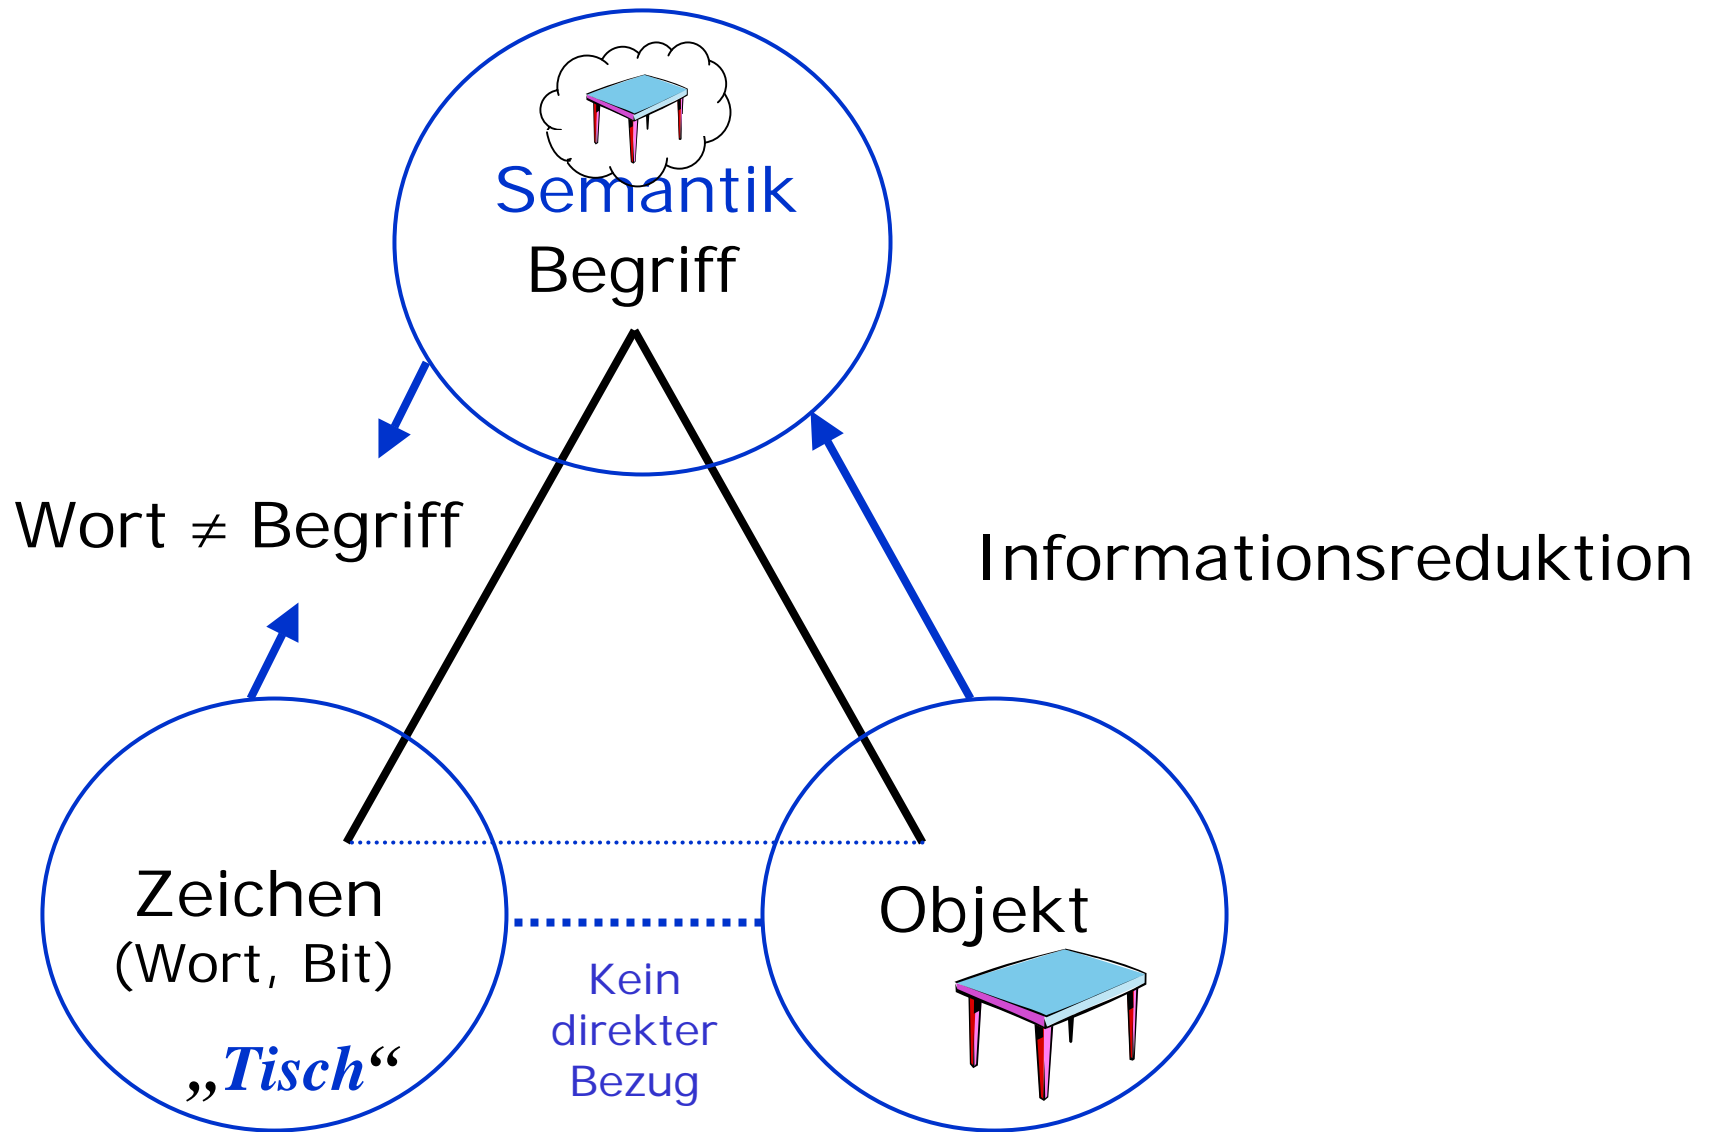 Semantik
Begriff
Wort ≠ Begriff
Informationsreduktion
Zeichen
(Wort, Bit)
„Tisch“
Kein
direkter
Bezug
Objekt